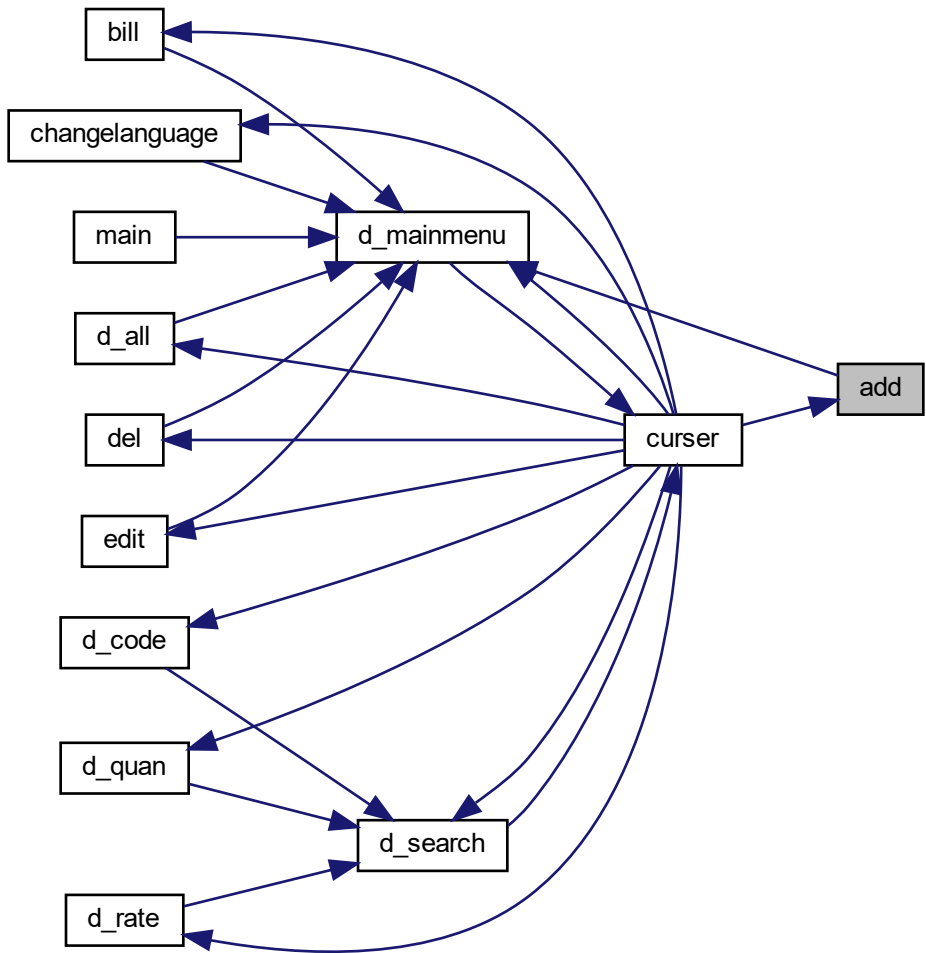 bill
changelanguage
main
d_mainmenu
d_all
add
del
curser
edit
d_code
d_quan
d_search
d_rate